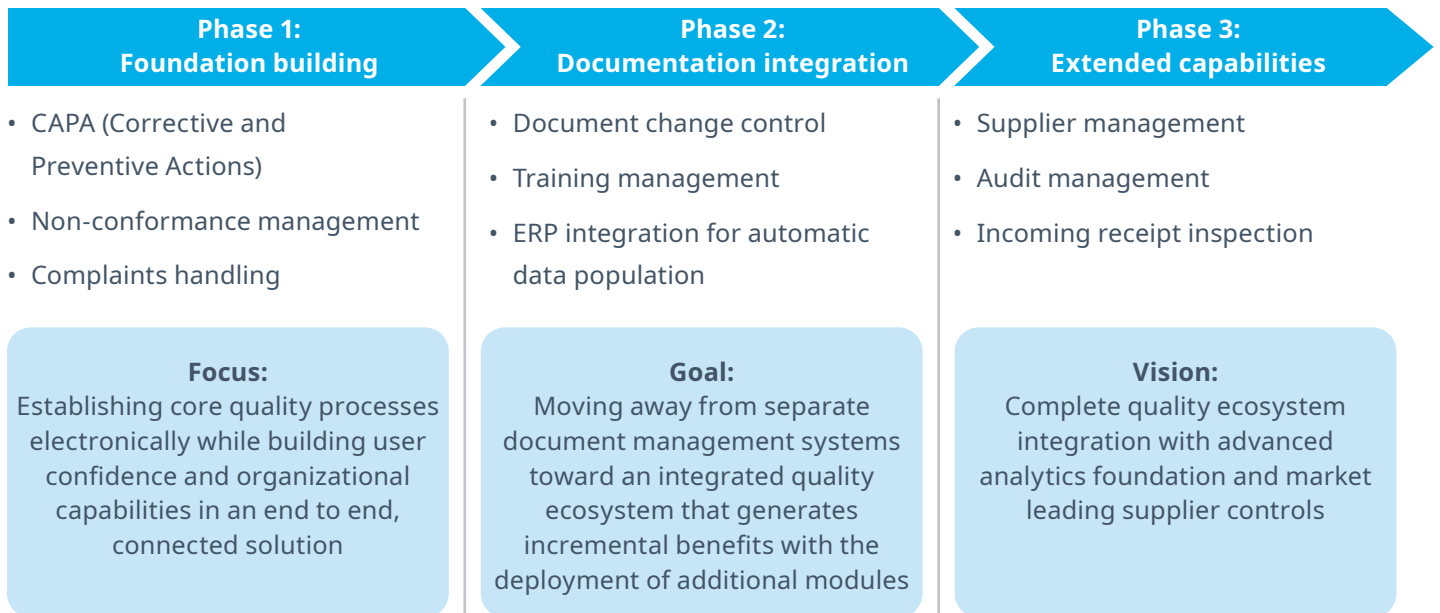 Phase 1:
Foundation building
Phase 2:
Documentation integration
Phase 3:
Extended capabilities
• CAPA (Corrective and
Preventive Actions)
• Non-conformance management
• Complaints handling
• Document change control
• Training management
• ERP integration for automatic
data population
• Supplier management
• Audit management
• Incoming receipt inspection
Focus:
Establishing core quality processes
electronically while building user
confidence and organizational
capabilities in an end to end,
connected solution
Goal:
Moving away from separate
document management systems
toward an integrated quality
ecosystem that generates
incremental benefits with the
deployment of additional modules
Vision:
Complete quality ecosystem
integration with advanced
analytics foundation and market
leading supplier controls